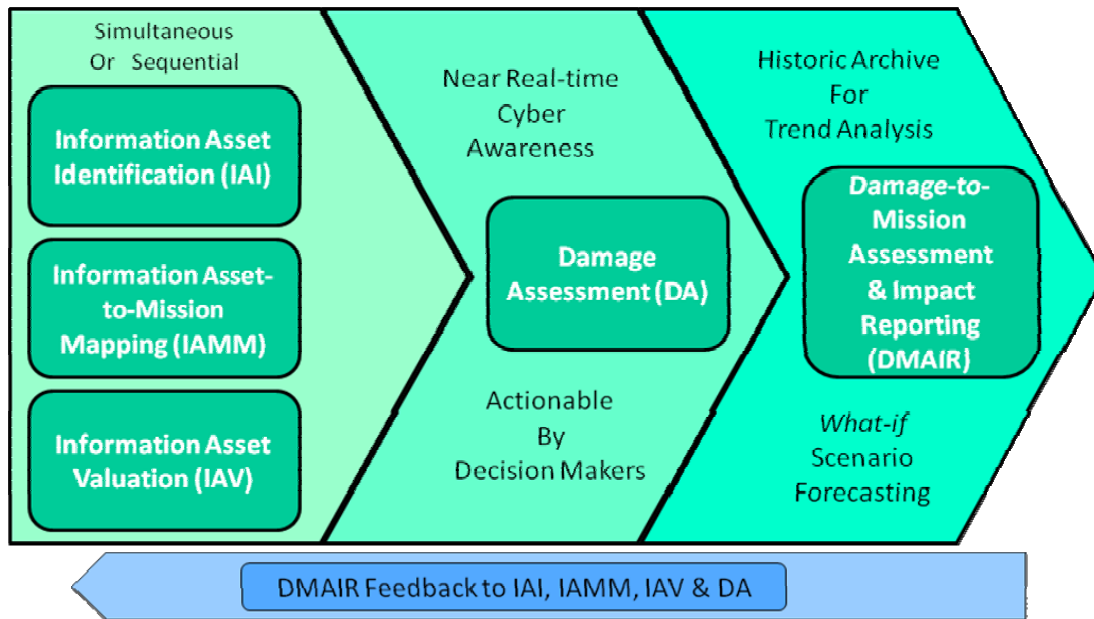 Simultaneous
Or Sequential
Information Asset
Identification (IAI)
Information Asset-
to-Mission
Mapping (IAMM)
Information Asset
Valuation (IAV)
Near Real-time
Cyber
Awareness
Damage
Assessment (DA)
Actionable
By
Decision Makers
Historic Archive
For
Trend Analysis
Damage-to-
Mission
Assessment
& Impact
Reporting
(DMAIR)
What-if
Scenario
Forecasting
DMAIR Feedback to IAI, IAMM, IAV & DA